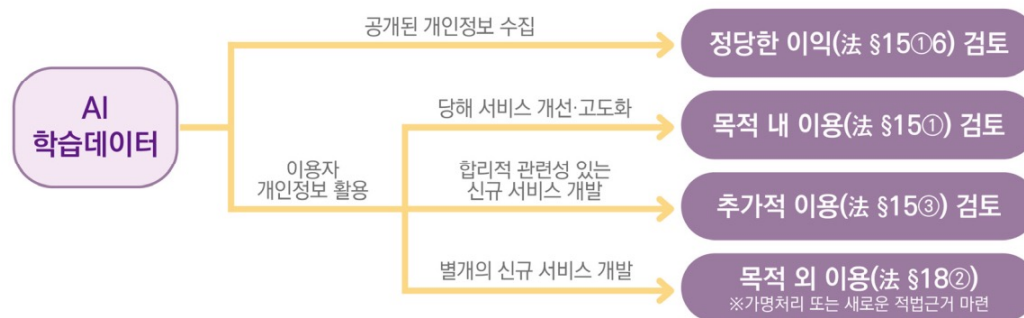 공개된 개인정보 수집
정당한 이익(法 §15①6) 검토
AI
학습데이터
당해 서비스 개선·고도화
목적 내 이용(法 §15①) 검토
이용자
개인정보 활용
합리적 관련성 있는
신규 서비스 개발
추가적 이용(法 §15③) 검토
별개의 신규 서비스 개발
목적 외 이용(法 §18②)
※가명처리 또는 새로운 적법근거 마련